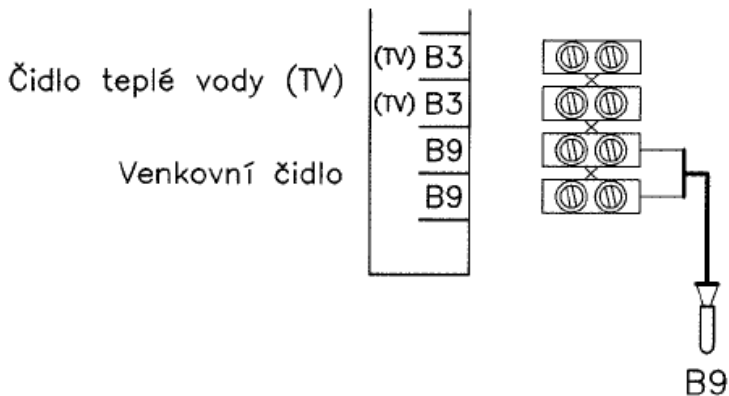 (TV) B3
Čidlo teplé vody (TV)
(TV) B3
B9
Venkovní čidlo
B9
B9